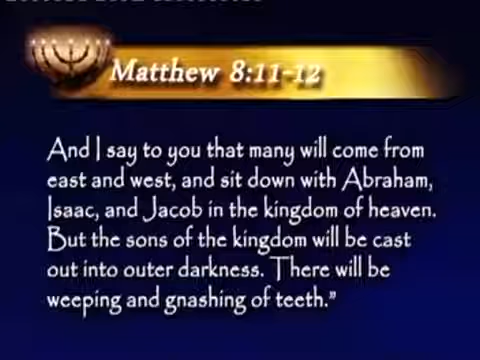 Matthew 8:11-12
And I say to you that many will come from
east and west, and sit down with Abraham,
Isaac, and Jacob in the kingdom of heaven.
But the sons of the kingdom will be cast
out into outer darkness. There will be
weeping and gnashing of teeth.”